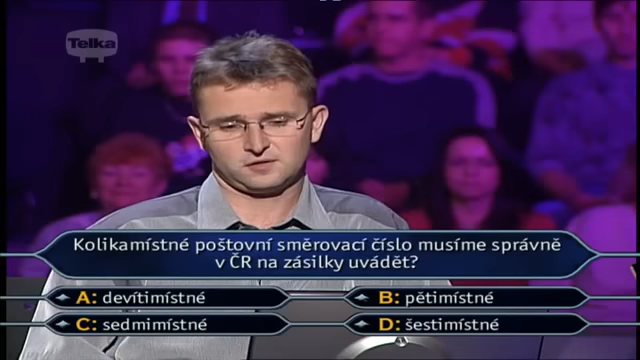 Telka
Kolikamístné poštovní směrovací číslo musíme správně
v ČR na zásilky uvádět?
A: devítimístné
B: pětimístné
C: sedmimístné
D: šestimístné